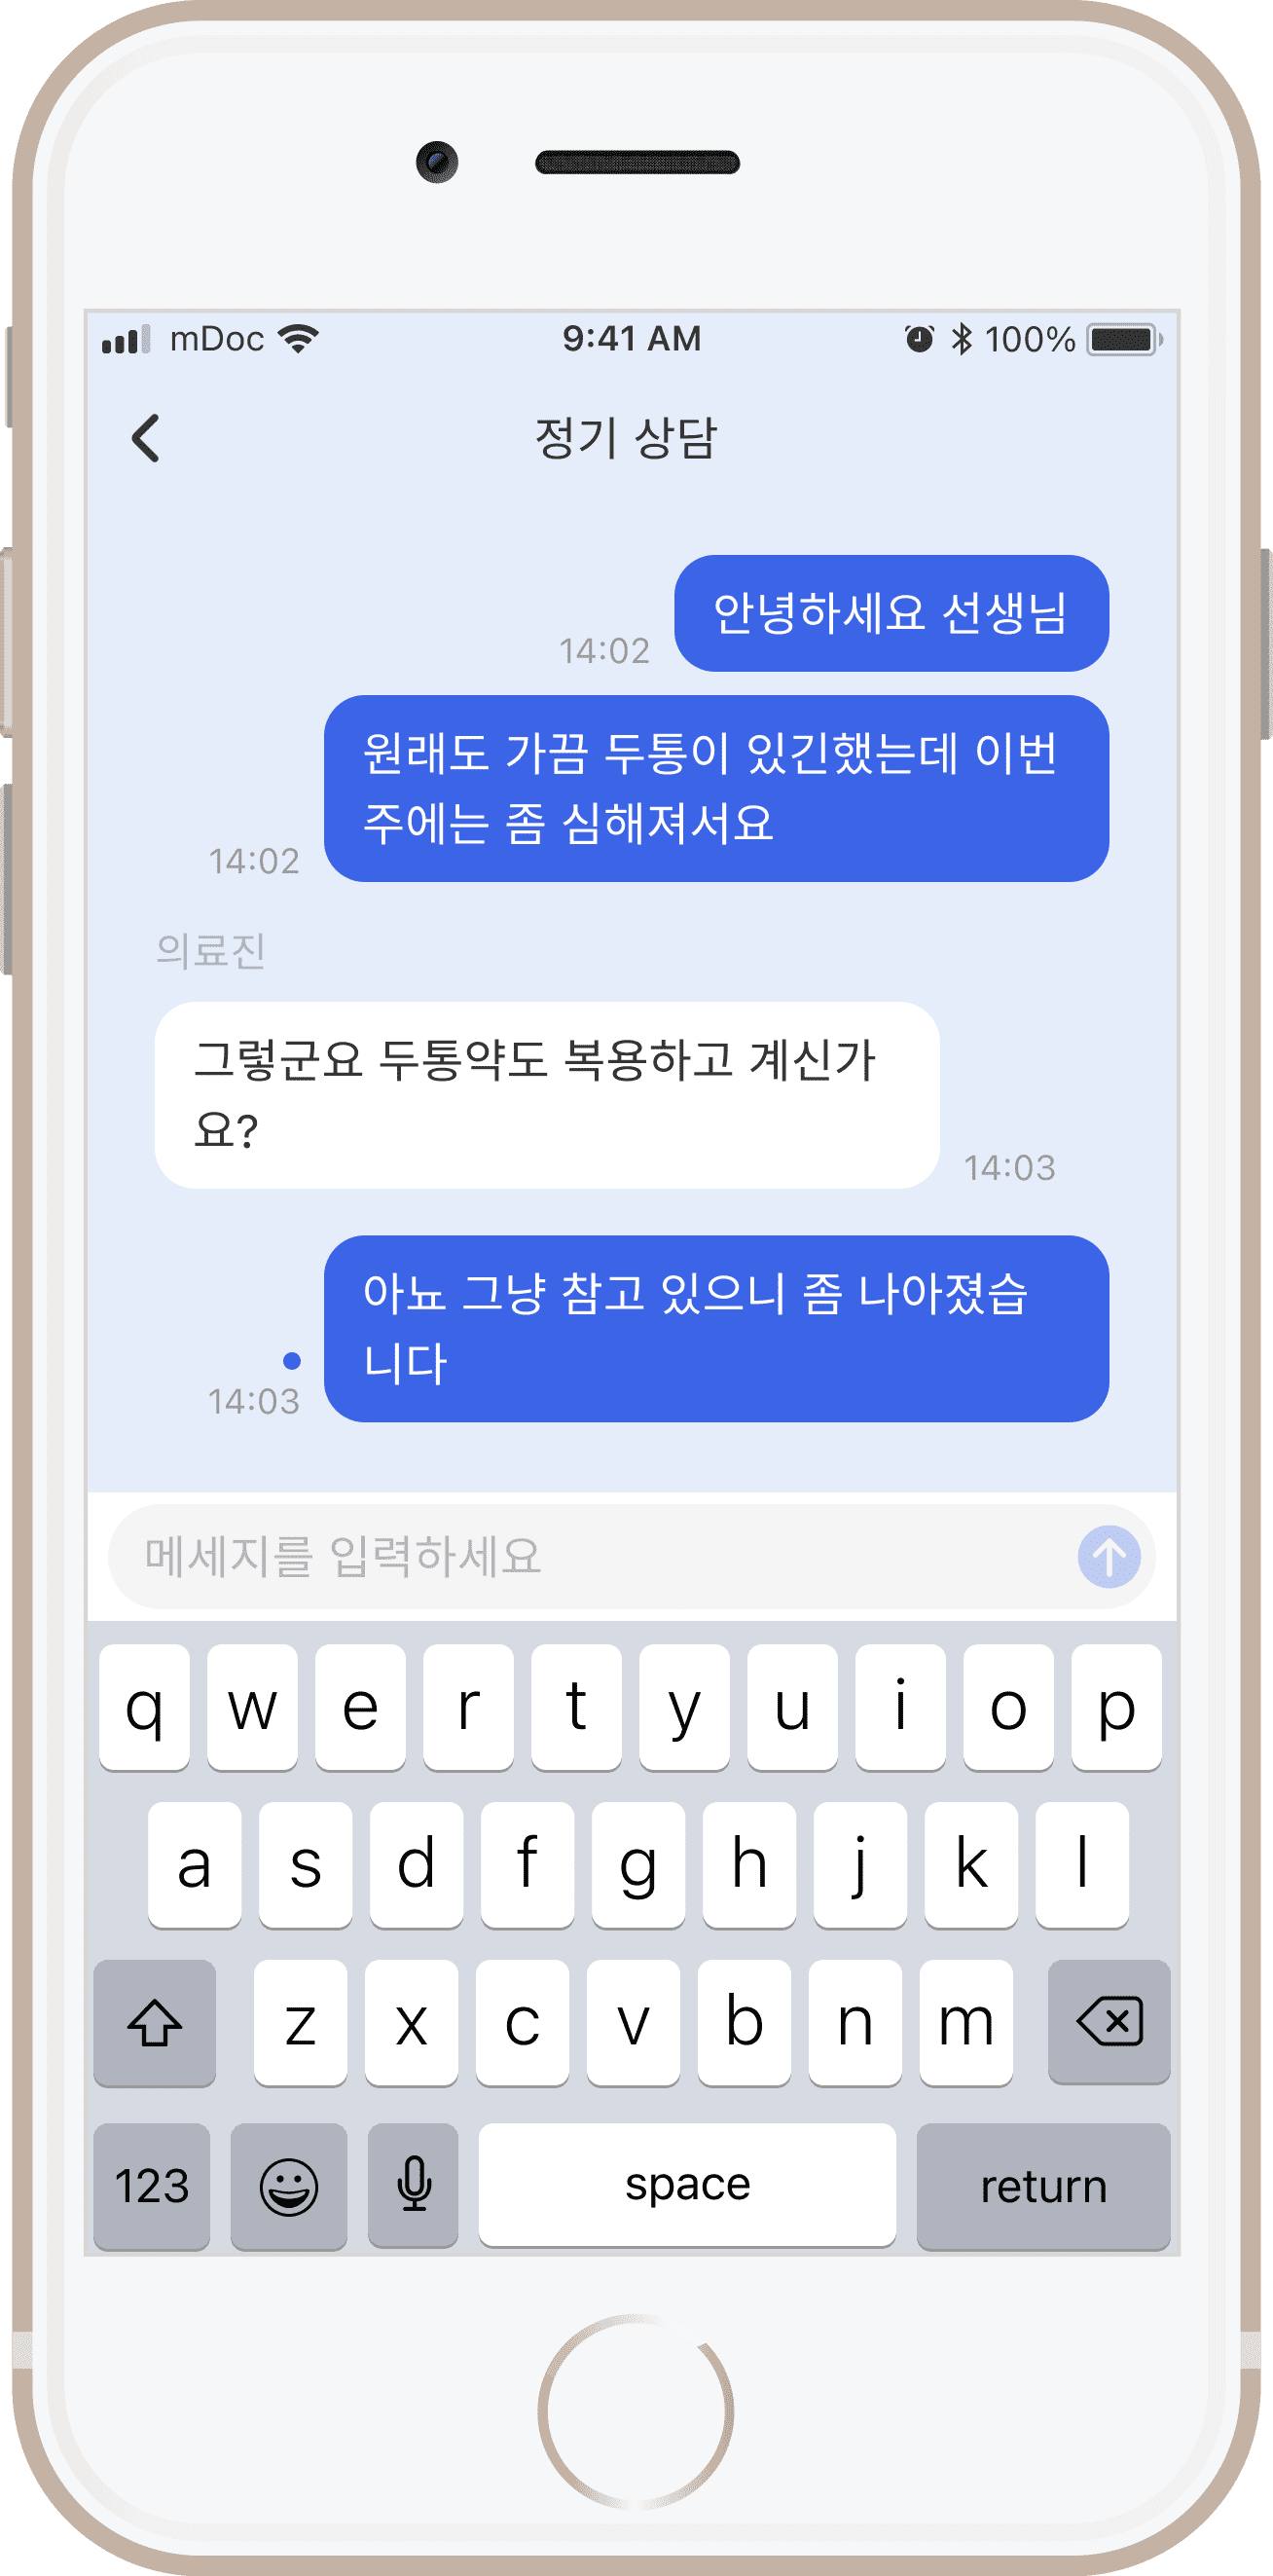 mDoc 9:41 AM 100%
정기 상담
안녕하세요 선생님
14:02
원래도 가끔 두통이 있긴했는데 이번
주에는 좀 심해져서요
14:02
의료진
그렇군요 두통약도 복용하고 계신가
요?
14:03
아뇨 그냥 참고 있으니 좀 나아졌습
니다
14:03
메세지를 입력하세요
q w e r t y u i o p
a s d f g h j k l
z x c v b n m
123 space return